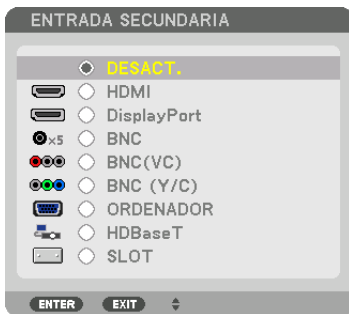 ENTRADA SECUNDARIA
DESACT.
HDMI
DisplayPort
×5 BNC
BNC(VC)
BNC (Y/C)
ORDENADOR
HDBaseT
SLOT
ENTER EXIT